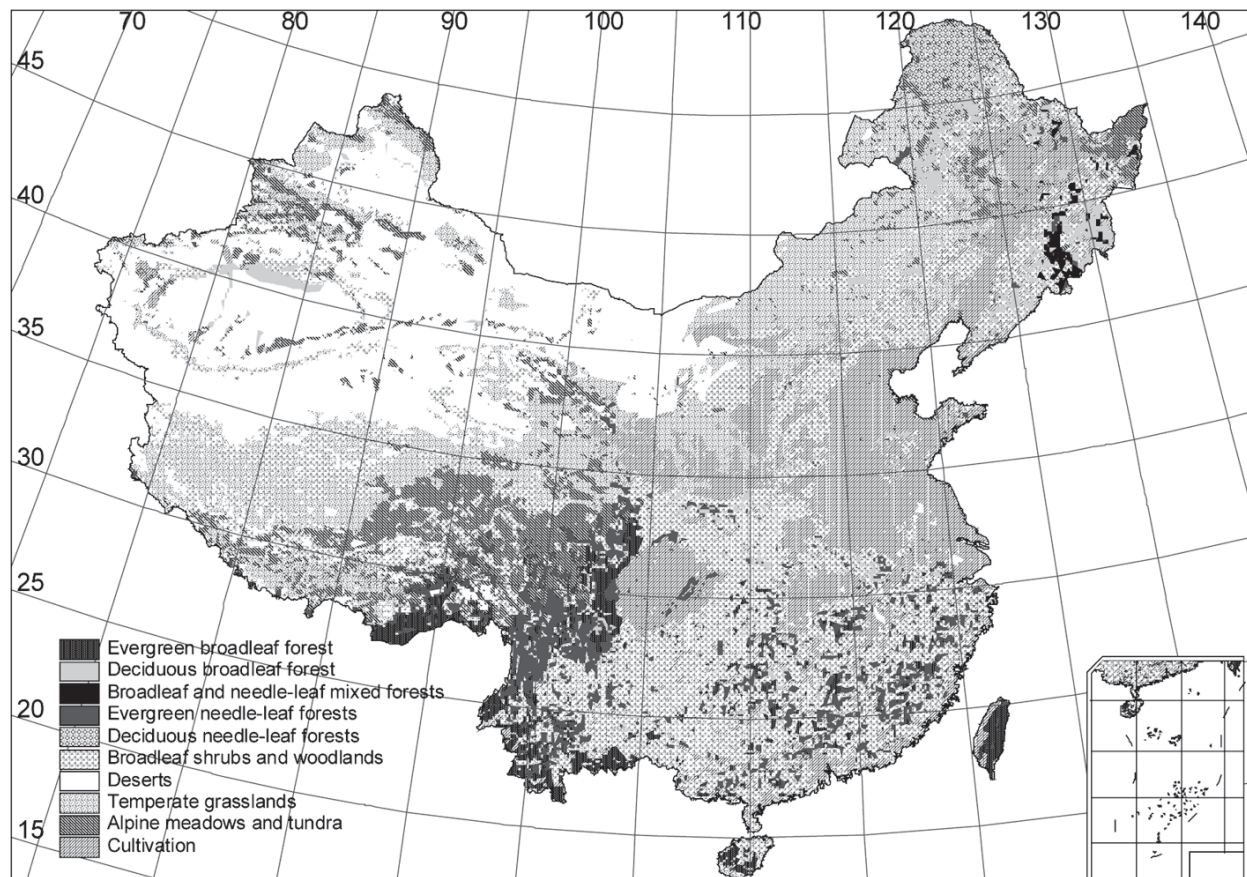 70 80 90 100 110 120 130 140
45
40
35
30
25
20
15
Evergreen broadleaf forest
Deciduous broadleaf forest
Broadleaf and needle-leaf mixed forests
Evergreen needle-leaf forests
Deciduous needle-leaf forests
Broadleaf shrubs and woodlands
Deserts
Temperate grasslands
Alpine meadows and tundra
Cultivation